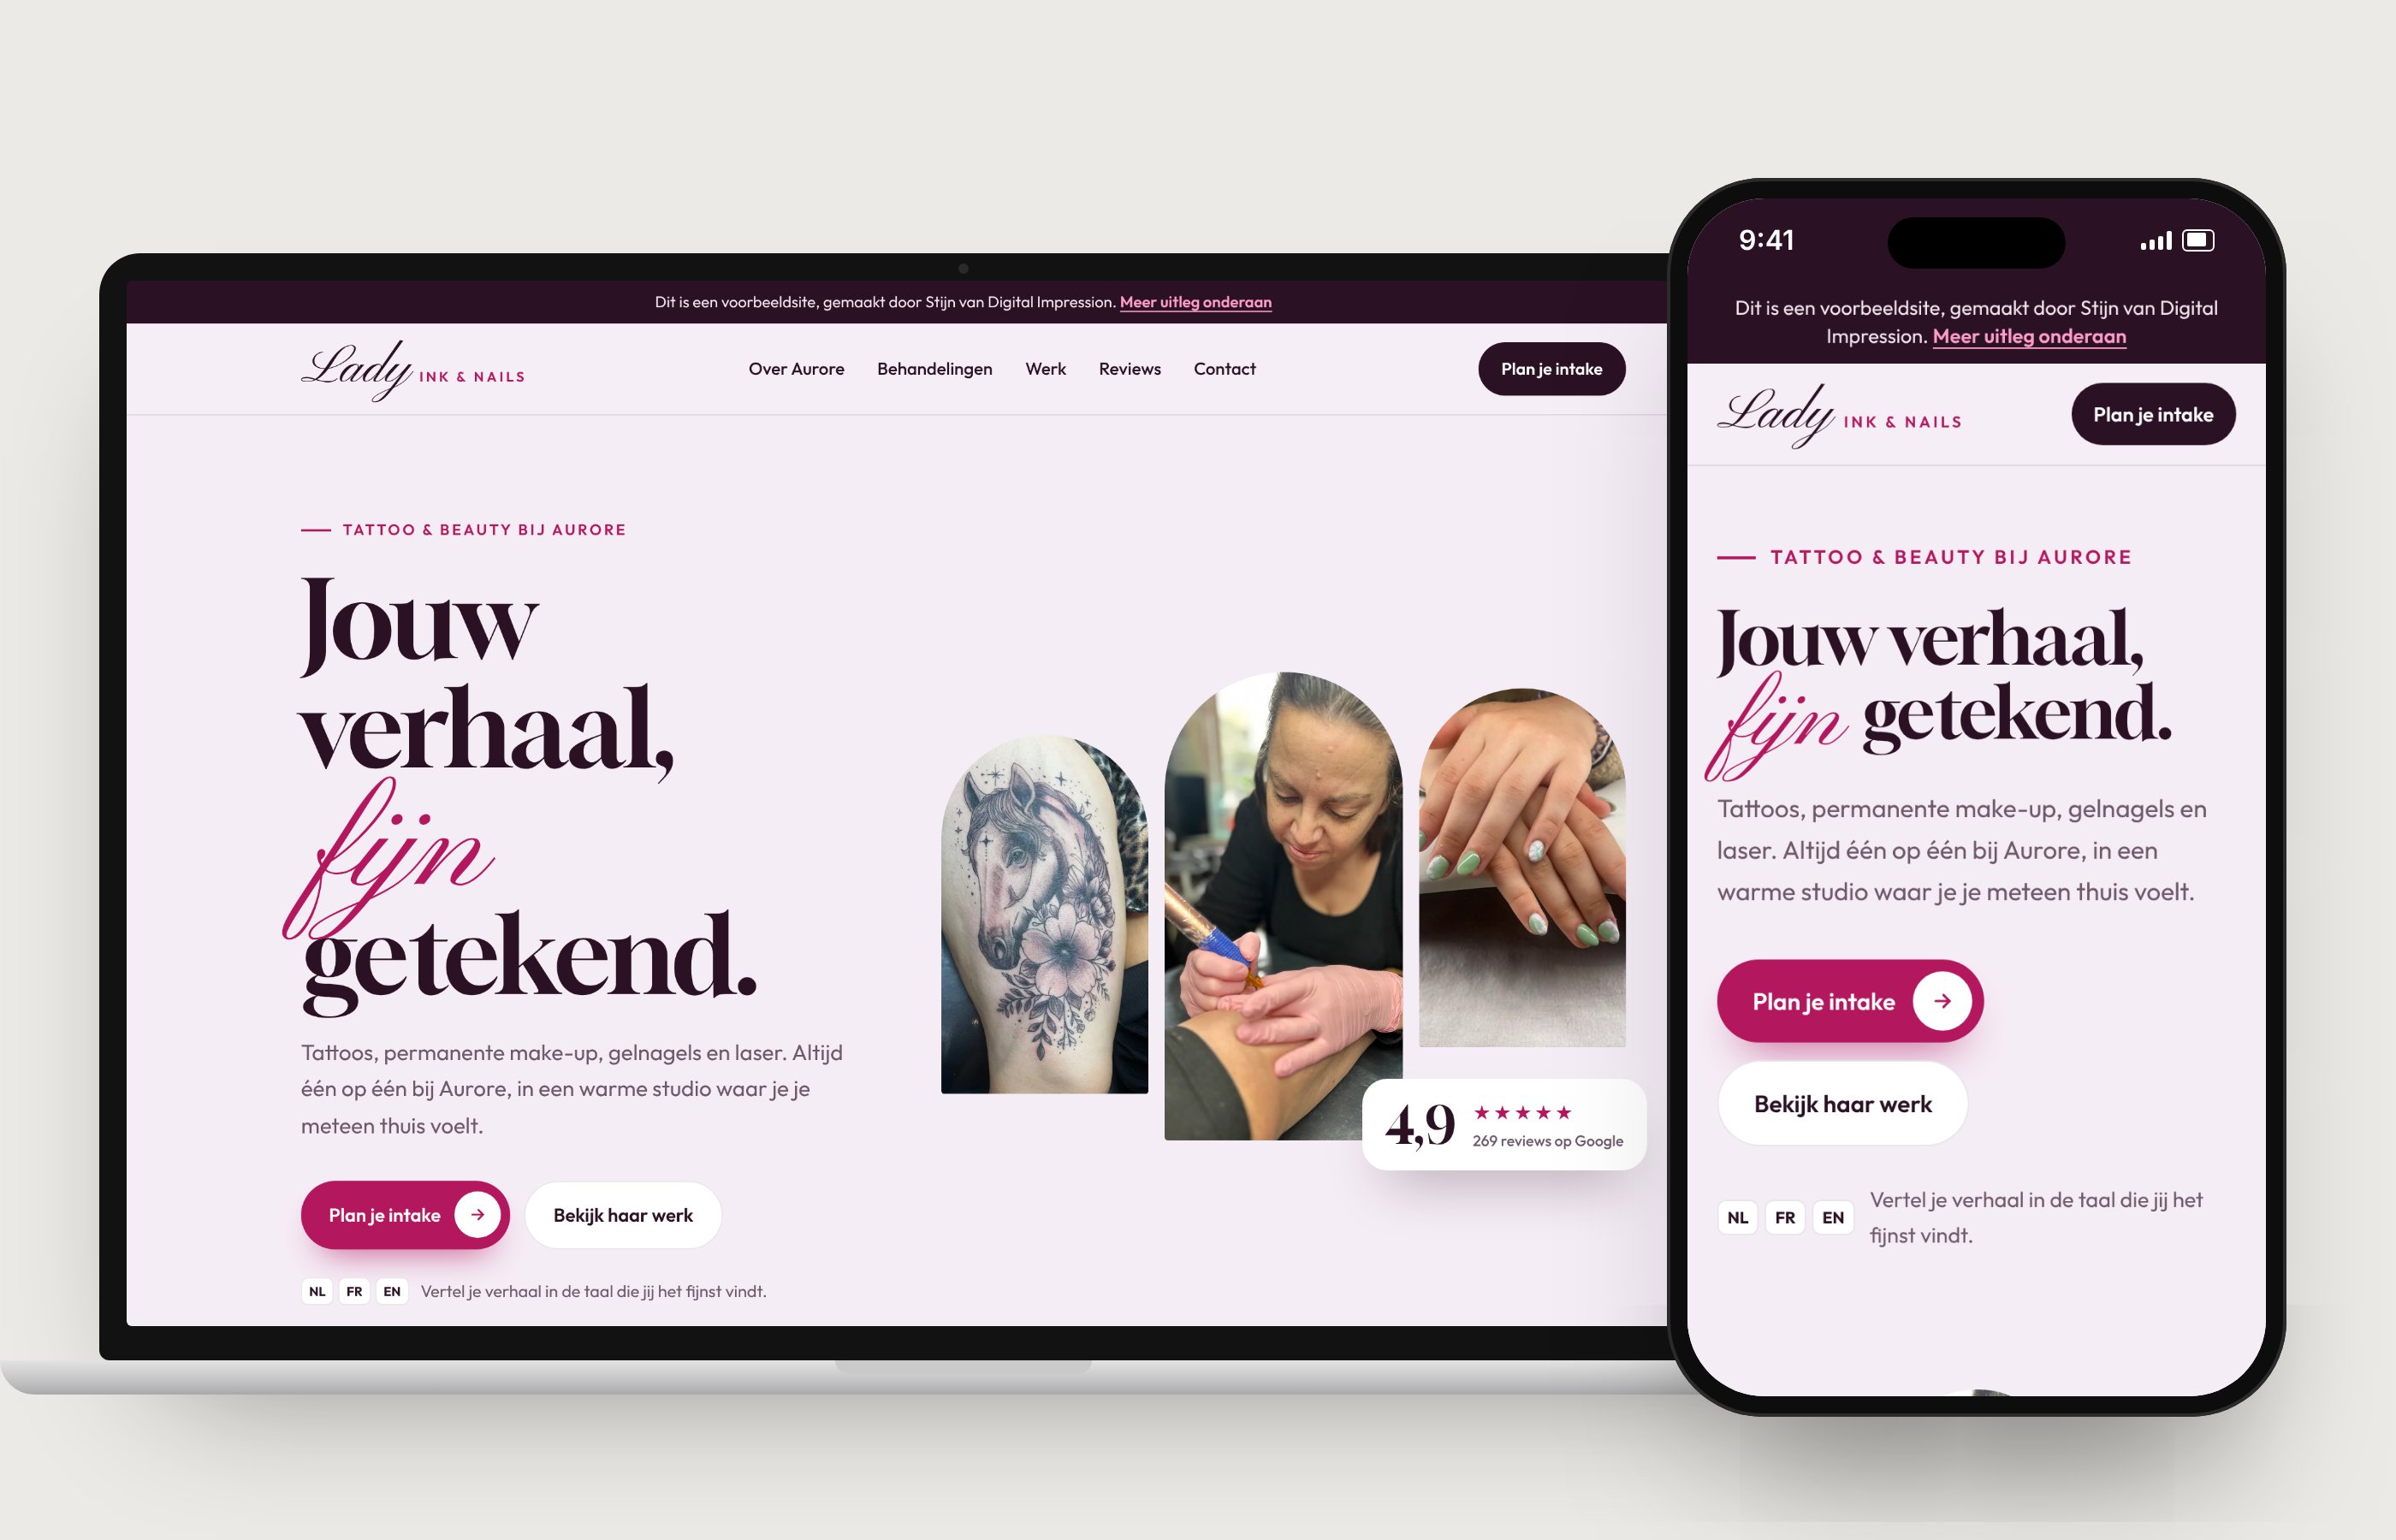 Dit is een voorbeeldsite, gemaakt door Stijn van Digital Impression. Meer uitleg onderaan
Lady INK & NAILS
Over Aurore Behandelingen Werk Reviews Contact
Plan je intake
TATTOO & BEAUTY BIJ AURORE
Jouw
verhaal,
fijn
getekend.
Tattoos, permanente make-up, gelnagels en laser. Altijd
één op één bij Aurore, in een warme studio waar je je
meteen thuis voelt.
Plan je intake
Bekijk haar werk
NL FR EN Vertel je verhaal in de taal die jij het fijnst vindt.
4,9
269 reviews op Google
9:41
Dit is een voorbeeldsite, gemaakt door Stijn van Digital
Impression. Meer uitleg onderaan
Lady INK & NAILS
Plan je intake
TATTOO & BEAUTY BIJ AURORE
Jouw verhaal,
fijn getekend.
Tattoos, permanente make-up, gelnagels en
laser. Altijd één op één bij Aurore, in een
warme studio waar je je meteen thuis voelt.
Plan je intake
Bekijk haar werk
NL FR EN
Vertel je verhaal in de taal die jij het
fijnst vindt.